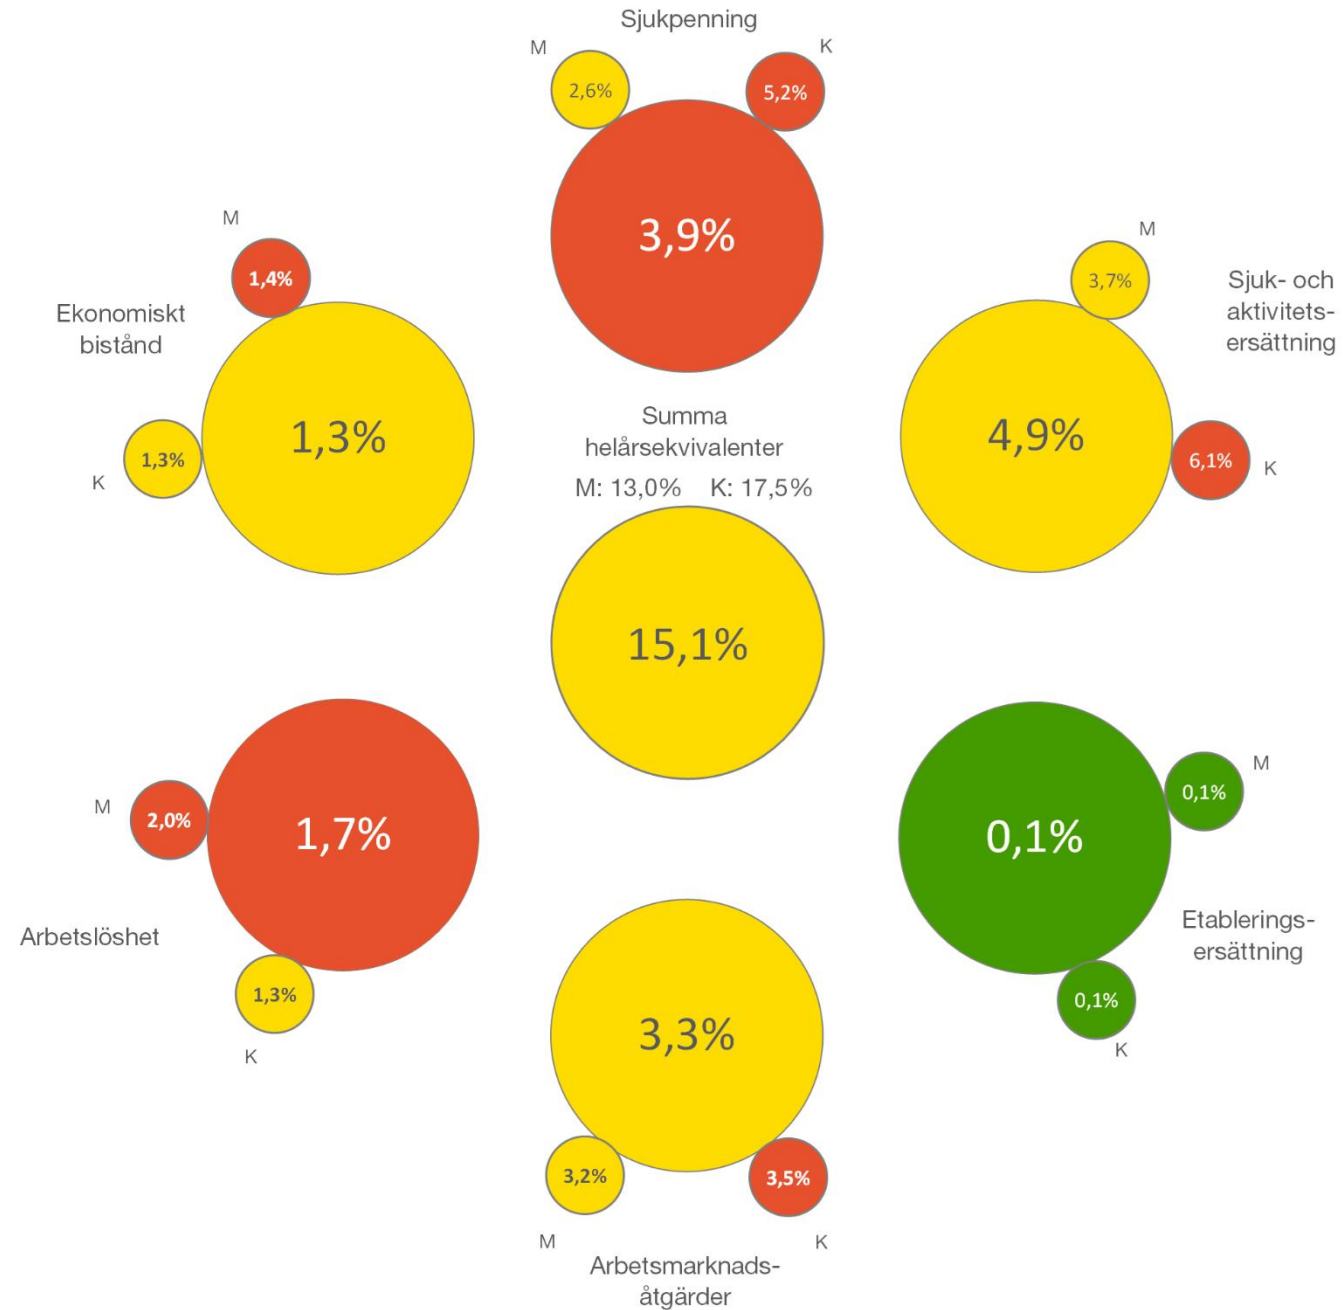 Sjukpenning
M
K
2,6%
5,2%
3,9%
M
1,4%
Ekonomiskt
bistånd
1,3%
1,3%
K
M
3,7%
Sjuk- och
aktivitets-
ersättning
4,9%
6,1%
K
Summa
helårsekvivalenter
M: 13,0% K: 17,5%
15,1%
M
2,0%
1,7%
Arbetslöshet
1,3%
K
M
0,1%
0,1%
Etablerings-
ersättning
0,1%
K
3,3%
3,2%
3,5%
M
K
Arbetsmarknads-
åtgärder